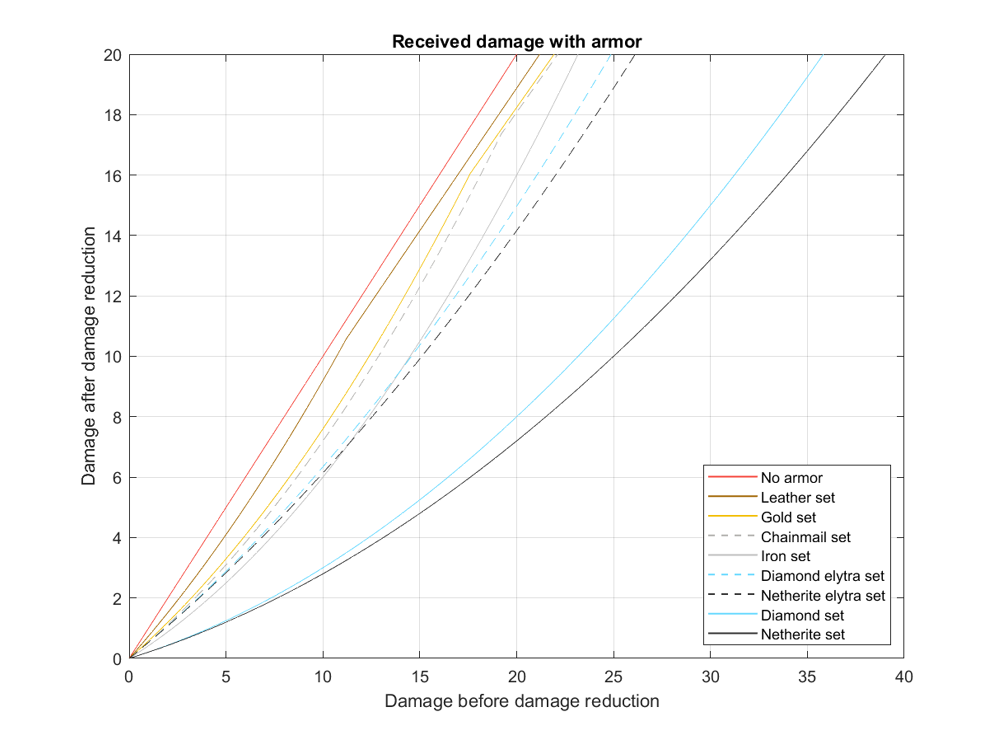 Received damage with armor
20
18
16
14
12
10
8
6
4
2
0
Damage after damage reduction
No armor
Leather set
Gold set
Chainmail set
Iron set
Diamond elytra set
Netherite elytra set
Diamond set
Netherite set
0 5 10 15 20 25 30 35 40
Damage before damage reduction